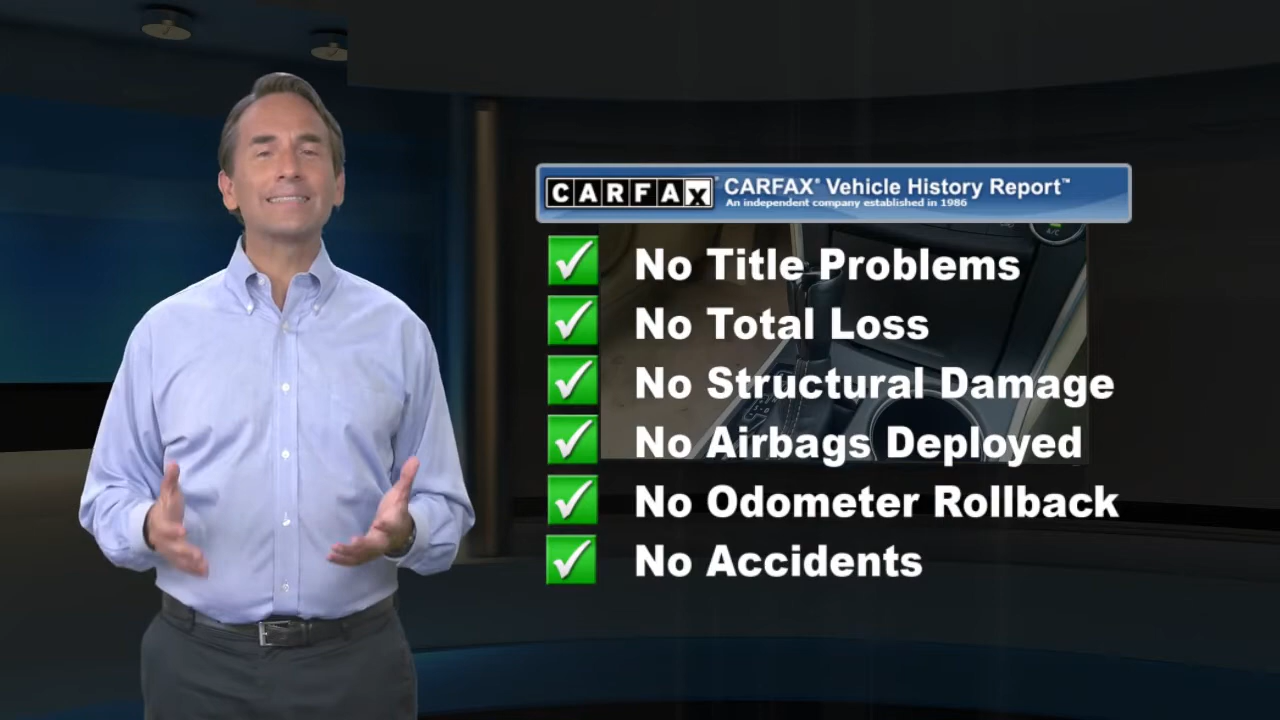 CARFAX® CARFAX® Vehicle History Report™
An independent company established in 1986
No Title Problems
No Total Loss
No Structural Damage
No Airbags Deployed
No Odometer Rollback
No Accidents
A/C